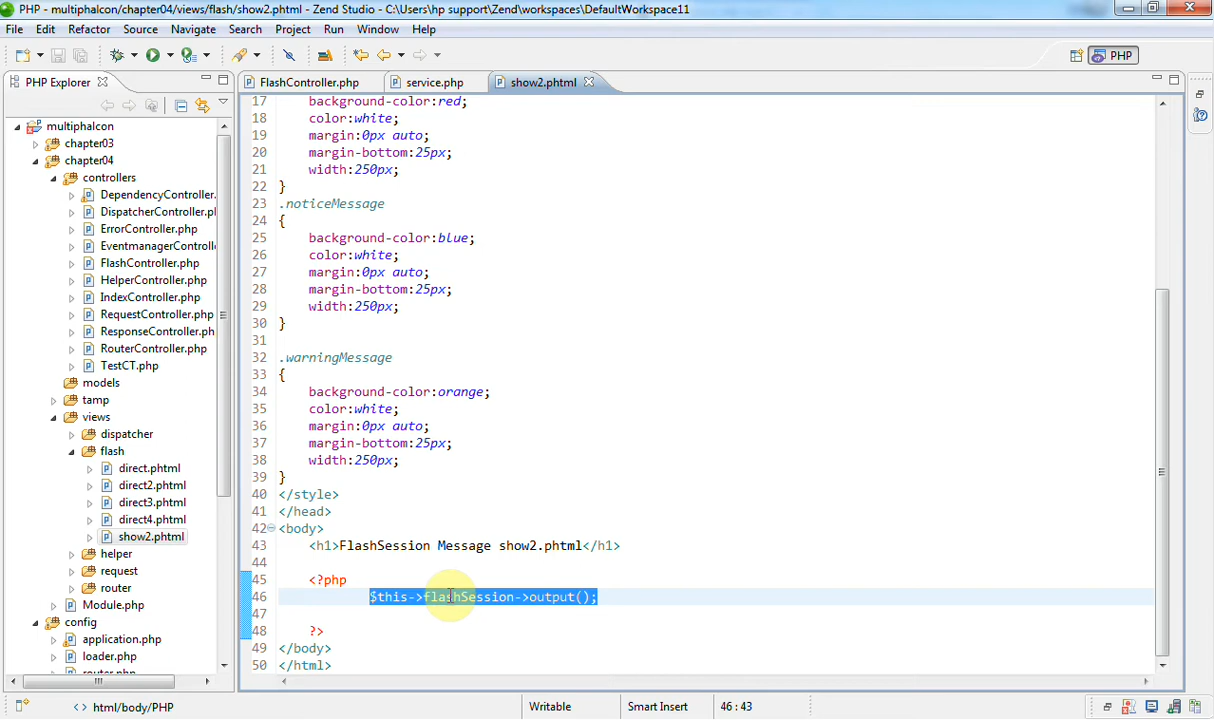 PHP - multiphalcon/chapter04/views/flash/show2.phtml - Zend Studio - C:\Users\hp support\Zend\workspaces\DefaultWorkspace11
File Edit Refactor Source Navigate Search Project Run Window Help
PHP
PHP Explorer
multiphalcon
chapter03
chapter04
controllers
DependencyController.
DispatcherController.pl
ErrorController.php
EventmanagerControll
FlashController.php
HelperController.php
IndexController.php
RequestController.php
ResponseController.ph
RouterController.php
TestCT.php
models
tamp
views
dispatcher
flash
direct.phtml
direct2.phtml
direct3.phtml
direct4.phtml
show2.phtml
helper
request
router
Module.php
config
application.php
loader.php
FlashController.php service.php show2.phtml
17 background-color:red;
18 color:white;
19 margin:0px auto;
20 margin-bottom:25px;
21 width:250px;
22 }
23 .noticeMessage
24 {
25 background-color:blue;
26 color:white;
27 margin:0px auto;
28 margin-bottom:25px;
29 width:250px;
30 }
31
32 .warningMessage
33 {
34 background-color:orange;
35 color:white;
36 margin:0px auto;
37 margin-bottom:25px;
38 width:250px;
39 }
40 </style>
41 </head>
42 <body>
43 <h1>FlashSession Message show2.phtml</h1>
44
45 <?php
46 $this->flashSession->output();
47
48 ?>
49 </body>
50 </html>
html/body/PHP Writable Smart Insert 46 : 43